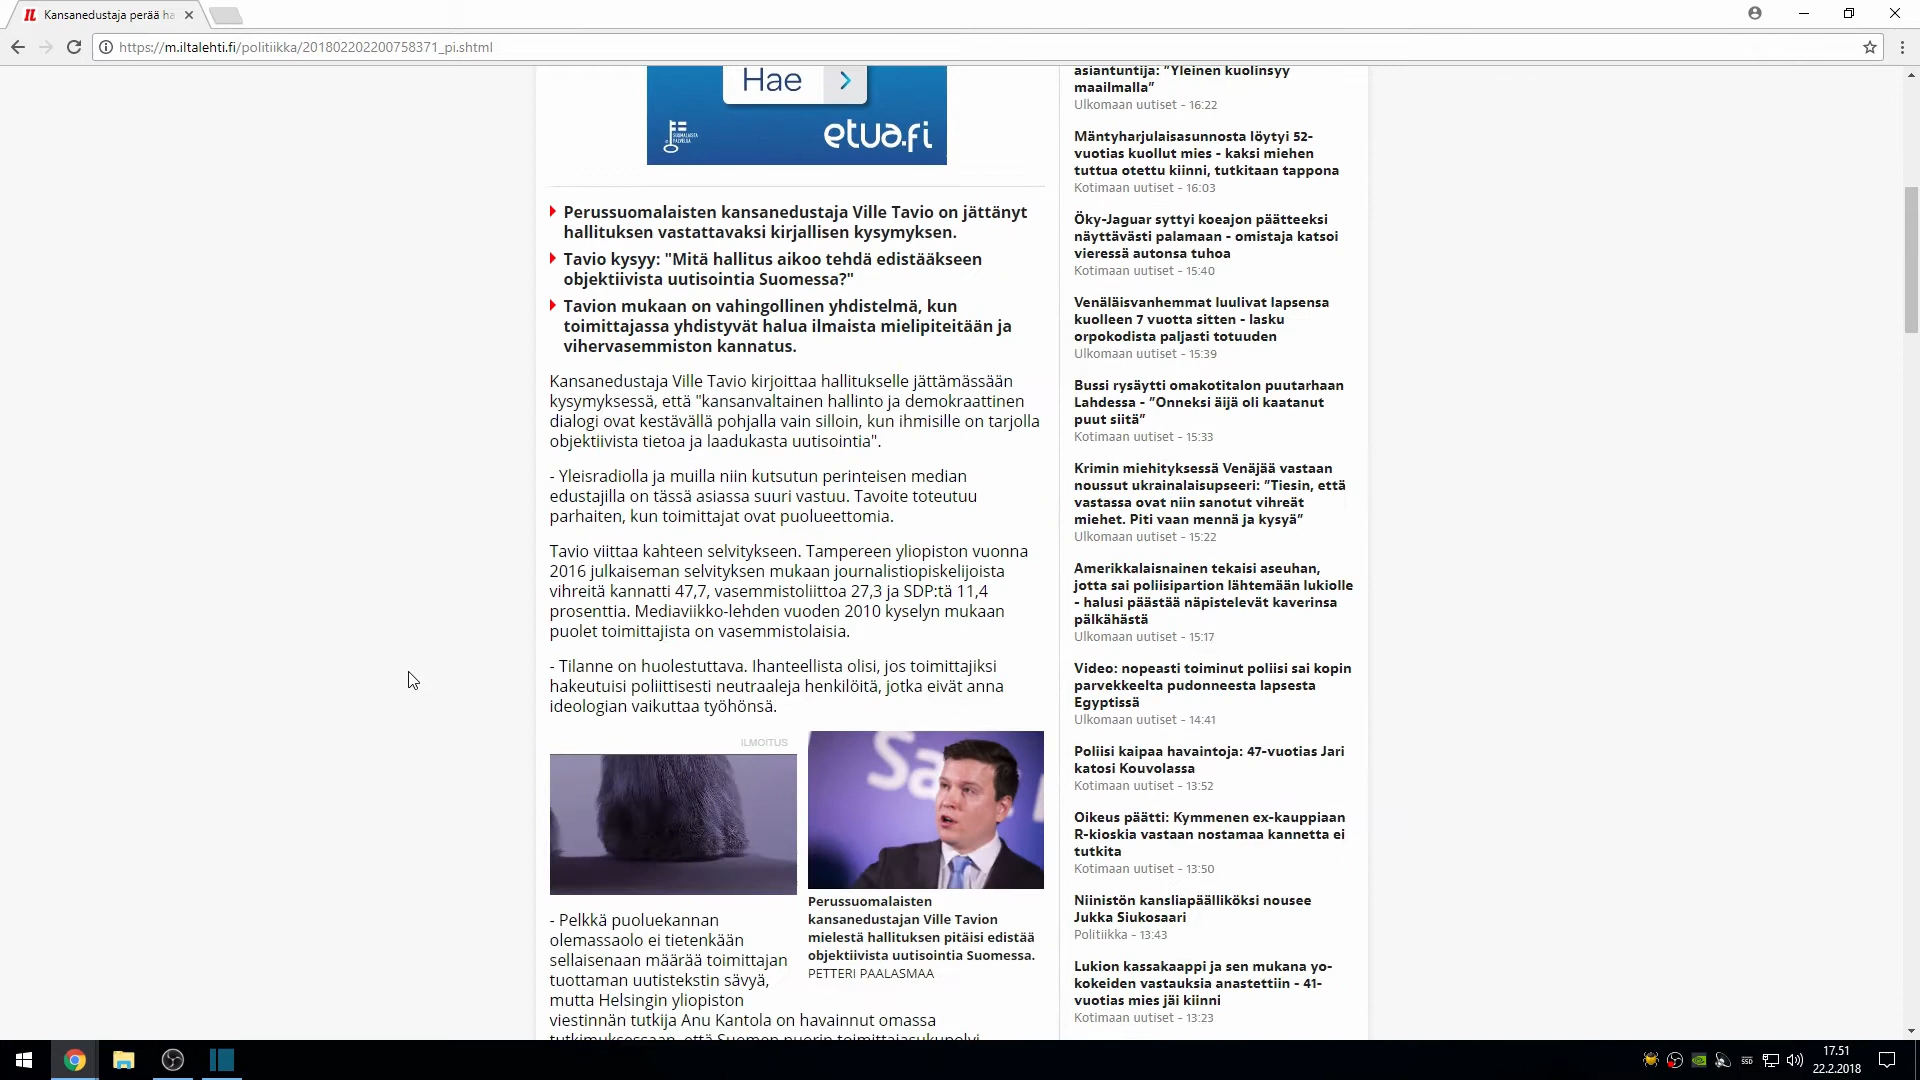 Kansanedustaja perää ha
https://m.iltalehti.fi/politiikka/201802202200758371_pi.shtml
Hae
SUOMALAISTA
PALVELUA
etua.fi
Perussuomalaisten kansanedustaja Ville Tavio on jättänyt
hallituksen vastattavaksi kirjallisen kysymyksen.
Tavio kysyy: "Mitä hallitus aikoo tehdä edistääkseen
objektiivista uutisointia Suomessa?"
Tavion mukaan on vahingollinen yhdistelmä, kun
toimittajassa yhdistyvät halua ilmaista mielipiteitään ja
vihervasemmiston kannatus.
Kansanedustaja Ville Tavio kirjoittaa hallitukselle jättämässään
kysymyksessä, että "kansanvaltainen hallinto ja demokraattinen
dialogi ovat kestävällä pohjalla vain silloin, kun ihmisille on tarjolla
objektiivista tietoa ja laadukasta uutisointia".
- Yleisradiolla ja muilla niin kutsutun perinteisen median
edustajilla on tässä asiassa suuri vastuu. Tavoite toteutuu
parhaiten, kun toimittajat ovat puolueettomia.
Tavio viittaa kahteen selvitykseen. Tampereen yliopiston vuonna
2016 julkaiseman selvityksen mukaan journalistiopiskelijoista
vihreitä kannatti 47,7, vasemmistoliittoa 27,3 ja SDP:tä 11,4
prosenttia. Mediaviikko-lehden vuoden 2010 kyselyn mukaan
puolet toimittajista on vasemmistolaisia.
- Tilanne on huolestuttava. Ihanteellista olisi, jos toimittajiksi
hakeutuisi poliittisesti neutraaleja henkilöitä, jotka eivät anna
ideologian vaikuttaa työhönsä.
ILMOITUS
Sa
Perussuomalaisten
kansanedustajan Ville Tavion
mielestä hallituksen pitäisi edistää
objektiivista uutisointia Suomessa.
PETTERI PAALASMAA
- Pelkkä puoluekannan
olemassaolo ei tietenkään
sellaisenaan määrää toimittajan
tuottaman uutistekstin sävyä,
mutta Helsingin yliopiston
viestinnän tutkija Anu Kantola on havainnut omassa
tutkimuksessaan, että Suomen nuorin toimittajasukupolvi
asiantuntija: "Yleinen kuolinsyy
maailmalla"
Ulkomaan uutiset - 16:22
Mäntyharjulaisasunnosta löytyi 52-
vuotias kuollut mies - kaksi miehen
tuttua otettu kiinni, tutkitaan tappona
Kotimaan uutiset - 16:03
Öky-Jaguar syttyi koeajon päätteeksi
näyttävästi palamaan - omistaja katsoi
vieressä autonsa tuhoa
Kotimaan uutiset - 15:40
Venäläisvanhemmat luulivat lapsensa
kuolleen 7 vuotta sitten - lasku
orpokodista paljasti totuuden
Ulkomaan uutiset - 15:39
Bussi rysäytti omakotitalon puutarhaan
Lahdessa - "Onneksi äijä oli kaatanut
puut siitä"
Kotimaan uutiset - 15:33
Krimin miehityksessä Venäjää vastaan
noussut ukrainalaisupseeri: "Tiesin, että
vastassa ovat niin sanotut vihreät
miehet. Piti vaan mennä ja kysyä"
Ulkomaan uutiset - 15:22
Amerikkalaisnainen tekaisi aseuhan,
jotta sai poliisipartion lähtemään lukiolle
- halusi päästää näpistelevät kaverinsa
pälkähästä
Ulkomaan uutiset - 15:17
Video: nopeasti toiminut poliisi sai kopin
parvekkeelta pudonneesta lapsesta
Egyptissä
Ulkomaan uutiset - 14:41
Poliisi kaipaa havaintoja: 47-vuotias Jari
katosi Kouvolassa
Kotimaan uutiset - 13:52
Oikeus päätti: Kymmenen ex-kauppiaan
R-kioskia vastaan nostamaa kannetta ei
tutkita
Kotimaan uutiset - 13:50
Niinistön kansliapäälliköksi nousee
Jukka Siukosaari
Politiikka - 13:43
Lukion kassakaappi ja sen mukana yo-
kokeiden vastauksia anastettiin - 41-
vuotias mies jäi kiinni
Kotimaan uutiset - 13:23
SSD
17.51
22.2.2018